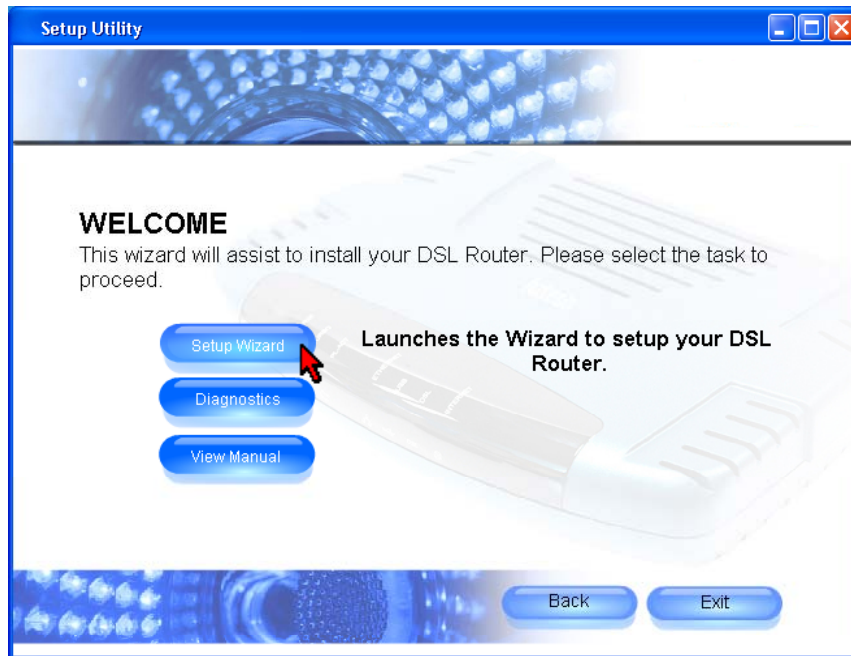 Setup Utility
WELCOME
This wizard will assist to install your DSL Router. Please select the task to
proceed.
Setup Wizard
Launches the Wizard to setup your DSL
Router.
Diagnostics
View Manual
Back
Exit